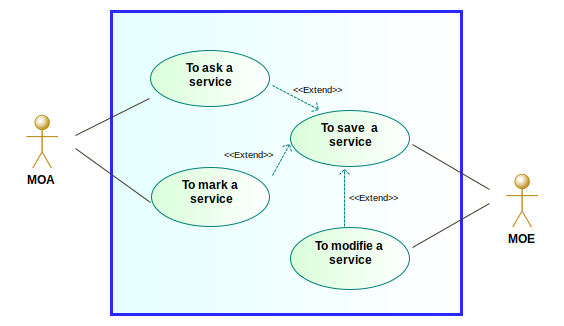 To ask a
service
<<Extend>>
To save a
service
<<Extend>>
To mark a
service
MOA
<<Extend>>
MOE
To modifie a
service